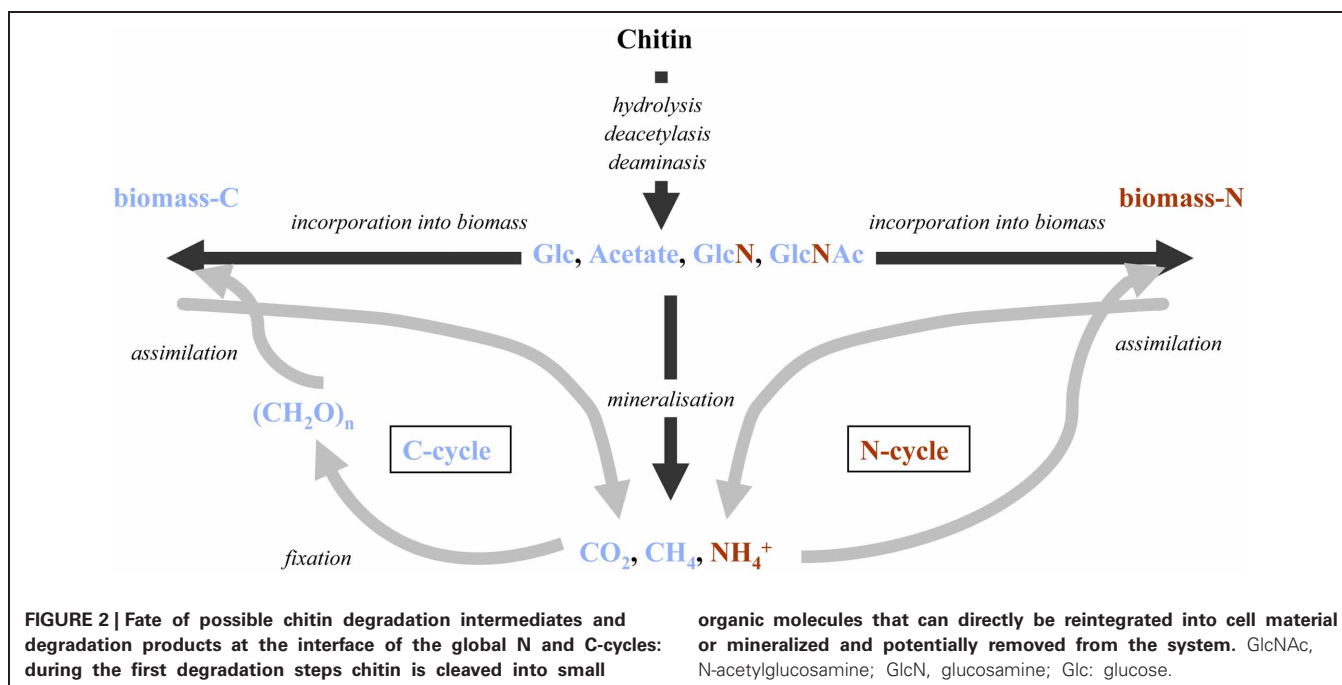 Chitin
hydrolysis
deacetylasis
deaminasis
biomass-C
biomass-N
incorporation into biomass
incorporation into biomass
Glc, Acetate, GlcN, GlcNAc
assimilation
assimilation
mineralisation
(CH₂O)ₙ
C-cycle
N-cycle
fixation
CO₂, CH₄, NH₄⁺
FIGURE 2 | Fate of possible chitin degradation intermediates and
degradation products at the interface of the global N and C-cycles:
during the first degradation steps chitin is cleaved into small
organic molecules that can directly be reintegrated into cell material
or mineralized and potentially removed from the system. GlcNAc,
N-acetylglucosamine; GlcN, glucosamine; Glc: glucose.